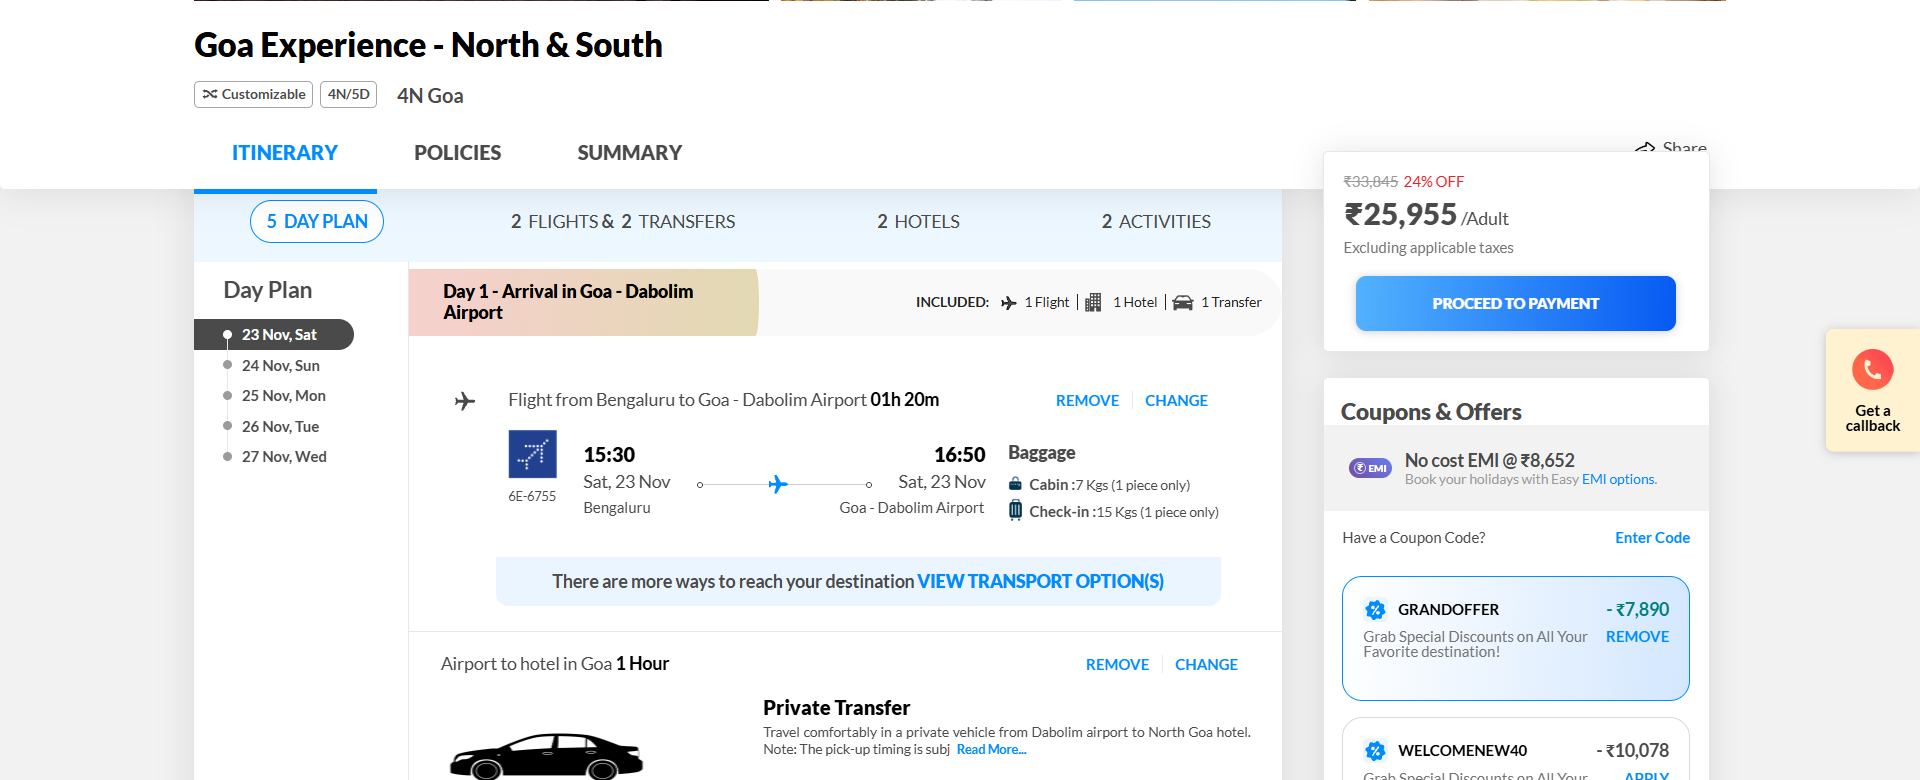 Goa Experience - North & South
Customizable 4N/5D 4N Goa
ITINERARY POLICIES SUMMARY
Share
5 DAY PLAN 2 FLIGHTS & 2 TRANSFERS 2 HOTELS 2 ACTIVITIES
Day Plan
23 Nov, Sat
24 Nov, Sun
25 Nov, Mon
26 Nov, Tue
27 Nov, Wed
Day 1 - Arrival in Goa - Dabolim
Airport
INCLUDED: 1 Flight 1 Hotel 1 Transfer
Flight from Bengaluru to Goa - Dabolim Airport 01h 20m
REMOVE CHANGE
6E-6755
15:30
Sat, 23 Nov
Bengaluru
16:50
Sat, 23 Nov
Goa - Dabolim Airport
Baggage
Cabin :7 Kgs (1 piece only)
Check-in :15 Kgs (1 piece only)
There are more ways to reach your destination VIEW TRANSPORT OPTION(S)
Airport to hotel in Goa 1 Hour
REMOVE CHANGE
Private Transfer
Travel comfortably in a private vehicle from Dabolim airport to North Goa hotel.
Note: The pick-up timing is subj Read More...
₹33,845 24% OFF
₹25,955 /Adult
Excluding applicable taxes
PROCEED TO PAYMENT
Coupons & Offers
EMI
No cost EMI @ ₹8,652
Book your holidays with Easy EMI options.
Have a Coupon Code? Enter Code
GRANDOFFER - ₹7,890
Grab Special Discounts on All Your REMOVE
Favorite destination!
WELCOMENEW40 - ₹10,078
Grab Special Discounts on All Your APPLY
Get a
callback